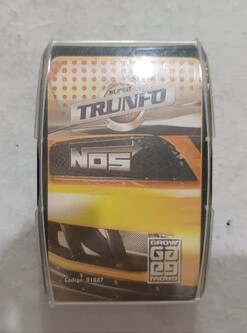 SUPER
TRUNFO
NOS
GROW
Código: 01687